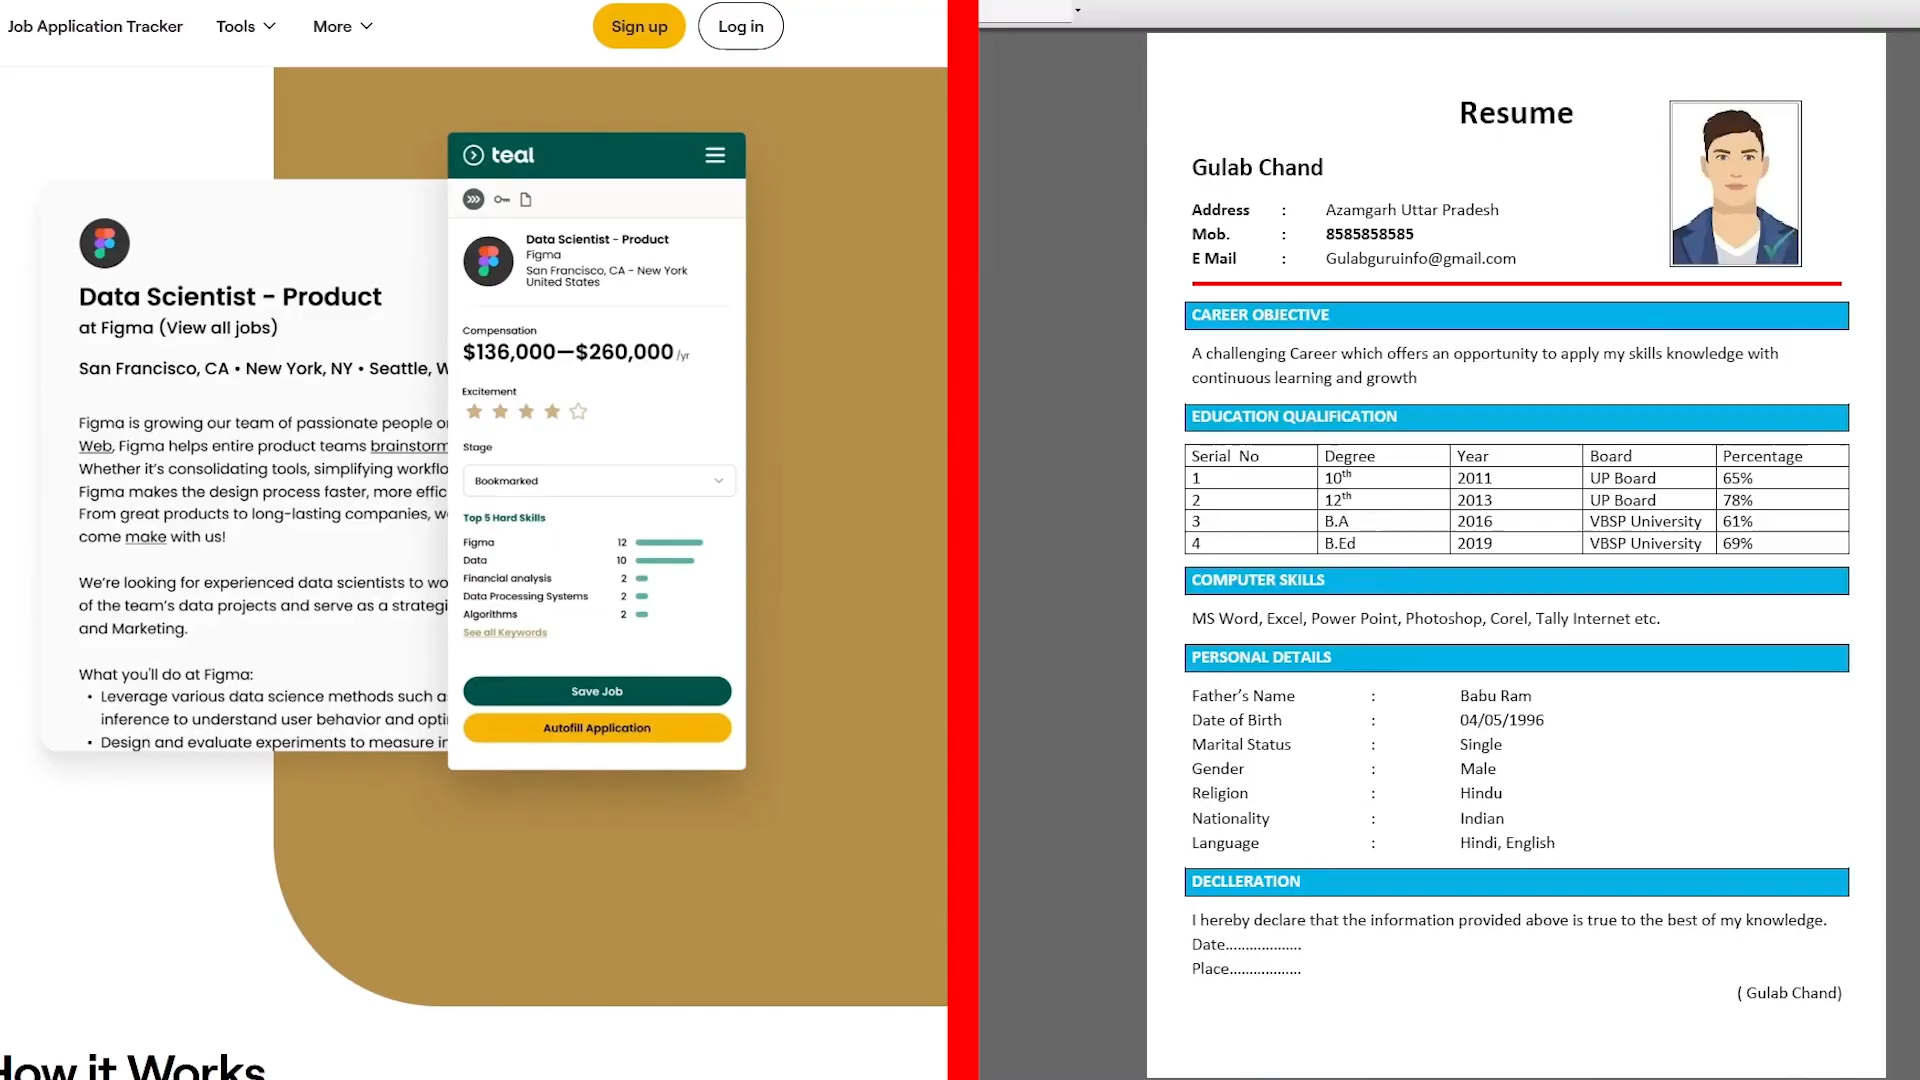 Job Application Tracker
Tools
More
Sign up
Log in
Data Scientist - Product
at Figma (View all jobs)
San Francisco, CA • New York, NY • Seattle,
Figma is growing our team of passionate people
Web, Figma helps entire product teams brainstorm
Whether it's consolidating tools, simplifying
Figma makes the design process faster, more
From great products to long-lasting companies,
come make with us!
We're looking for experienced data scientists to
of the team's data projects and serve as a
and Marketing.
What you'll do at Figma:
• Leverage various data science methods such
inference to understand user behavior and
• Design and evaluate experiments to measure
teal
Data Scientist - Product
Figma
San Francisco, CA - New York
United States
Compensation
$136,000—$260,000 /yr
Excitement
Stage
Bookmarked
Top 5 Hard Skills
Figma 12
Data 10
Financial analysis 2
Data Processing Systems 2
Algorithms 2
See all Keywords
Save Job
Autofill Application
How it Works
Resume
Gulab Chand
Address : Azamgarh Uttar Pradesh
Mob. : 8585858585
E Mail : Gulabguruinfo@gmail.com
CAREER OBJECTIVE
A challenging Career which offers an opportunity to apply my skills knowledge with
continuous learning and growth
EDUCATION QUALIFICATION
Serial No Degree Year Board Percentage
1 10th 2011 UP Board 65%
2 12th 2013 UP Board 78%
3 B.A 2016 VBSP University 61%
4 B.Ed 2019 VBSP University 69%
COMPUTER SKILLS
MS Word, Excel, Power Point, Photoshop, Corel, Tally Internet etc.
PERSONAL DETAILS
Father's Name : Babu Ram
Date of Birth : 04/05/1996
Marital Status : Single
Gender : Male
Religion : Hindu
Nationality : Indian
Language : Hindi, English
DECLLERATION
I hereby declare that the information provided above is true to the best of my knowledge.
Date...................
Place..................
( Gulab Chand)